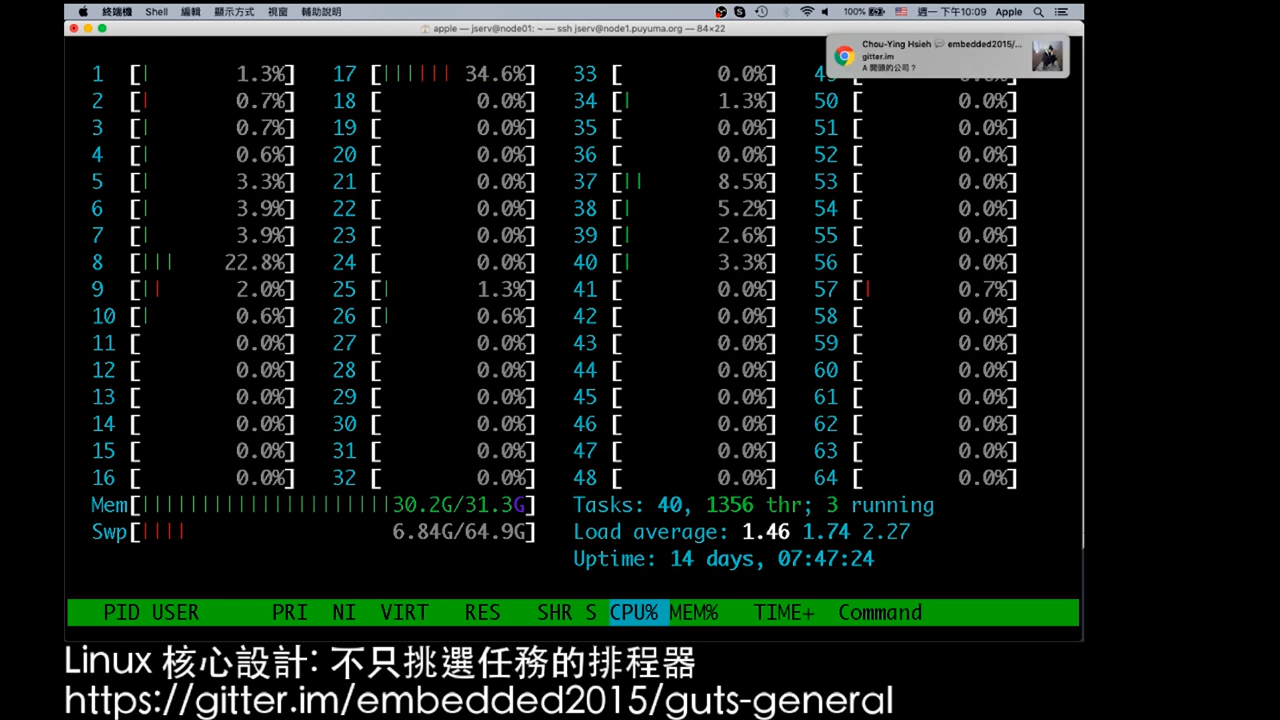 終端機 Shell 編輯 顯示方式 視窗 輔助說明 100% 週一 下午10:09 Apple
apple — jserv@node01: ~ — ssh jserv@node1.puyuma.org — 84×22
Chou-Ying Hsieh 💬 embedded2015/...
gitter.im
A 開頭的公司？
1 [| 1.3%] 17 [|||||| 34.6%] 33 [ 0.0%]
2 [| 0.7%] 18 [ 0.0%] 34 [| 1.3%] 50 [ 0.0%]
3 [| 0.7%] 19 [ 0.0%] 35 [ 0.0%] 51 [ 0.0%]
4 [| 0.6%] 20 [ 0.0%] 36 [ 0.0%] 52 [ 0.0%]
5 [| 3.3%] 21 [ 0.0%] 37 [|| 8.5%] 53 [ 0.0%]
6 [| 3.9%] 22 [ 0.0%] 38 [| 5.2%] 54 [ 0.0%]
7 [| 3.9%] 23 [ 0.0%] 39 [| 2.6%] 55 [ 0.0%]
8 [||| 22.8%] 24 [ 0.0%] 40 [| 3.3%] 56 [ 0.0%]
9 [|| 2.0%] 25 [| 1.3%] 41 [ 0.0%] 57 [| 0.7%]
10 [| 0.6%] 26 [| 0.6%] 42 [ 0.0%] 58 [ 0.0%]
11 [ 0.0%] 27 [ 0.0%] 43 [ 0.0%] 59 [ 0.0%]
12 [ 0.0%] 28 [ 0.0%] 44 [ 0.0%] 60 [ 0.0%]
13 [ 0.0%] 29 [ 0.0%] 45 [ 0.0%] 61 [ 0.0%]
14 [ 0.0%] 30 [ 0.0%] 46 [ 0.0%] 62 [ 0.0%]
15 [ 0.0%] 31 [ 0.0%] 47 [ 0.0%] 63 [ 0.0%]
16 [ 0.0%] 32 [ 0.0%] 48 [ 0.0%] 64 [ 0.0%]
Mem[|||||||||||||||||||||30.2G/31.3G] Tasks: 40, 1356 thr; 3 running
Swp[|||| 6.84G/64.9G] Load average: 1.46 1.74 2.27
Uptime: 14 days, 07:47:24
PID USER PRI NI VIRT RES SHR S CPU% MEM% TIME+ Command
Linux 核心設計: 不只挑選任務的排程器
https://gitter.im/embedded2015/guts-general